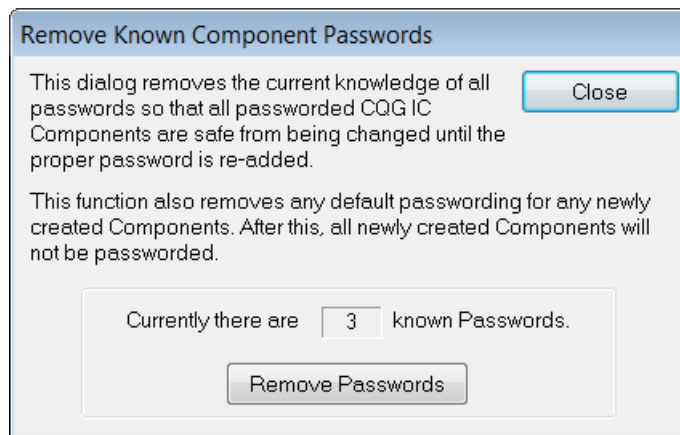 Remove Known Component Passwords
This dialog removes the current knowledge of all
passwords so that all passworded CQG IC
Components are safe from being changed until the
proper password is re-added.
Close
This function also removes any default passwording for any newly
created Components. After this, all newly created Components will
not be passworded.
Currently there are 3 known Passwords.
Remove Passwords